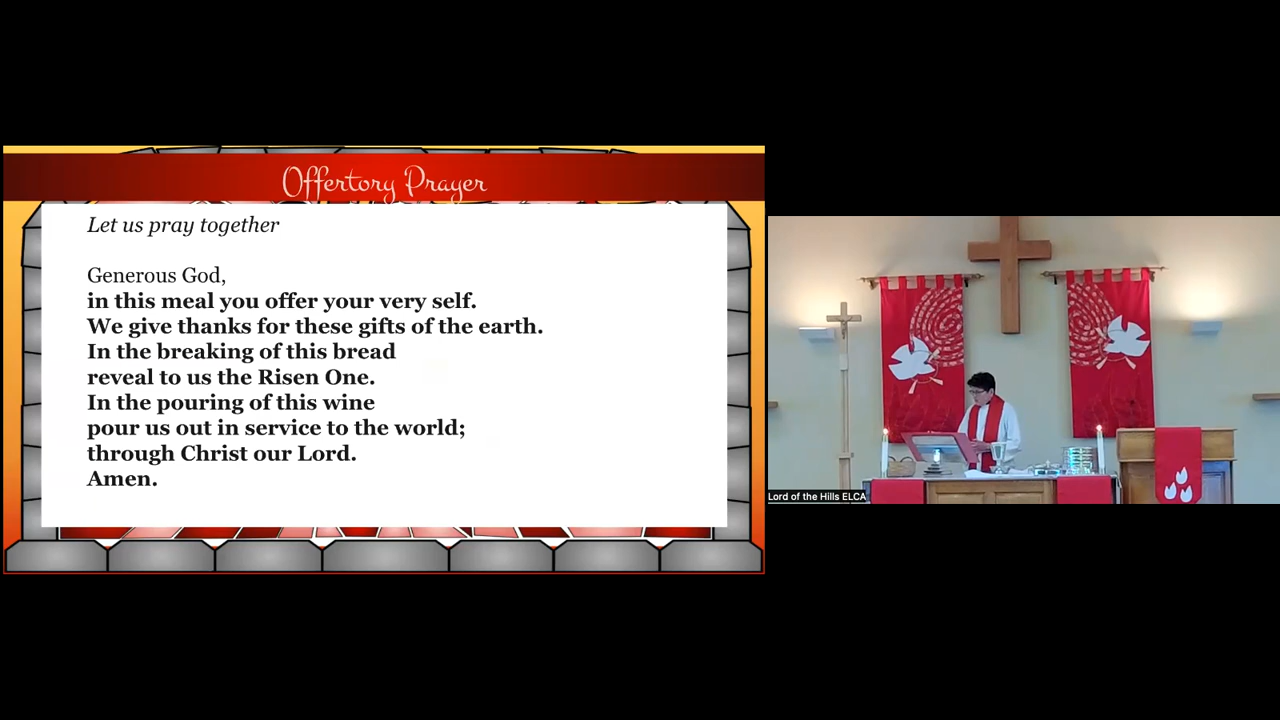 Offertory Prayer
Let us pray together
Generous God,
in this meal you offer your very self.
We give thanks for these gifts of the earth.
In the breaking of this bread
reveal to us the Risen One.
In the pouring of this wine
pour us out in service to the world;
through Christ our Lord.
Amen.
Lord of the Hills ELCA